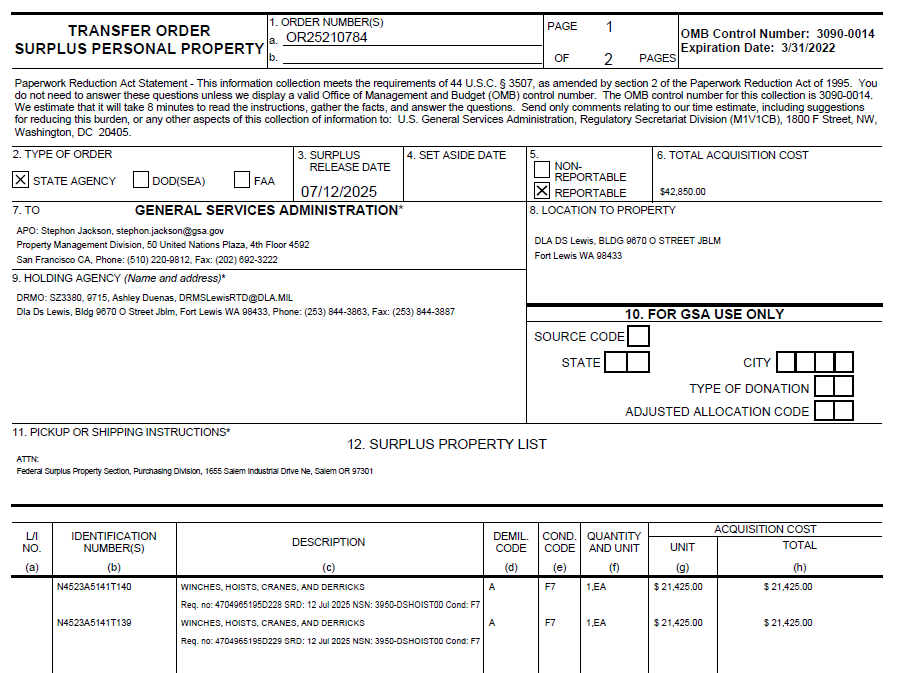 TRANSFER ORDER
SURPLUS PERSONAL PROPERTY
1. ORDER NUMBER(S)
a. OR25210784
b.
PAGE 1
OF 2 PAGES
OMB Control Number: 3090-0014
Expiration Date: 3/31/2022
Paperwork Reduction Act Statement - This information collection meets the requirements of 44 U.S.C. § 3507, as amended by section 2 of the Paperwork Reduction Act of 1995. You
do not need to answer these questions unless we display a valid Office of Management and Budget (OMB) control number. The OMB control number for this collection is 3090-0014.
We estimate that it will take 8 minutes to read the instructions, gather the facts, and answer the questions. Send only comments relating to our time estimate, including suggestions
for reducing this burden, or any other aspects of this collection of information to: U.S. General Services Administration, Regulatory Secretariat Division (M1V1CB), 1800 F Street, NW,
Washington, DC 20405.
2. TYPE OF ORDER
STATE AGENCY DOD(SEA) FAA
3. SURPLUS
RELEASE DATE
07/12/2025
4. SET ASIDE DATE
5.
NON-
REPORTABLE
REPORTABLE
6. TOTAL ACQUISITION COST
$42,850.00
7. TO GENERAL SERVICES ADMINISTRATION*
APO: Stephon Jackson, stephon.jackson@gsa.gov
Property Management Division, 50 United Nations Plaza, 4th Floor 4592
San Francisco CA, Phone: (510) 220-9812, Fax: (202) 692-3222
8. LOCATION TO PROPERTY
DLA DS Lewis, BLDG 9670 O STREET JBLM
Fort Lewis WA 98433
9. HOLDING AGENCY (Name and address)*
DRMO: SZ3380, 9715, Ashley Duenas, DRMSLewisRTD@DLA.MIL
Dla Ds Lewis, Bldg 9670 O Street Jblm, Fort Lewis WA 98433, Phone: (253) 844-3863, Fax: (253) 844-3887
10. FOR GSA USE ONLY
SOURCE CODE
STATE CITY
TYPE OF DONATION
ADJUSTED ALLOCATION CODE
11. PICKUP OR SHIPPING INSTRUCTIONS*
12. SURPLUS PROPERTY LIST
ATTN:
Federal Surplus Property Section, Purchasing Division, 1655 Salem Industrial Drive Ne, Salem OR 97301
L/I
NO.
(a)
IDENTIFICATION
NUMBER(S)
(b)
DESCRIPTION
(c)
DEMIL.
CODE
(d)
COND.
CODE
(e)
QUANTITY
AND UNIT
(f)
ACQUISITION COST
UNIT
(g)
TOTAL
(h)
N4523A5141T140 WINCHES, HOISTS, CRANES, AND DERRICKS A F7 1,EA $ 21,425.00 $ 21,425.00
Req. no: 4704965195D228 SRD: 12 Jul 2025 NSN: 3950-DSHOIST00 Cond: F7
N4523A5141T139 WINCHES, HOISTS, CRANES, AND DERRICKS A F7 1,EA $ 21,425.00 $ 21,425.00
Req. no: 4704965195D229 SRD: 12 Jul 2025 NSN: 3950-DSHOIST00 Cond: F7